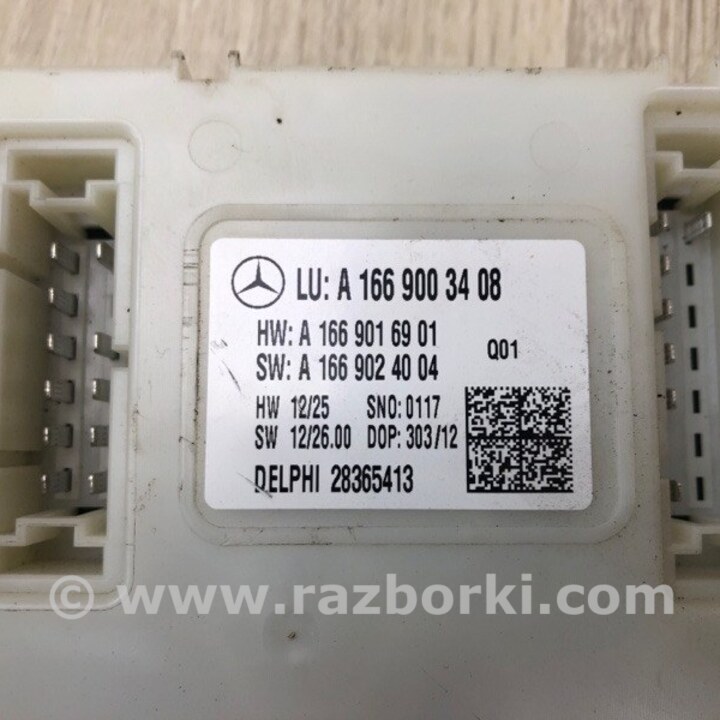 LU: A 166 900 34 08
HW: A 166 901 69 01
SW: A 166 902 40 04
Q01
HW 12/25 SNO: 0117
SW 12/26.00 DOP: 303/12
DELPHI 28365413
© www.razborki.com